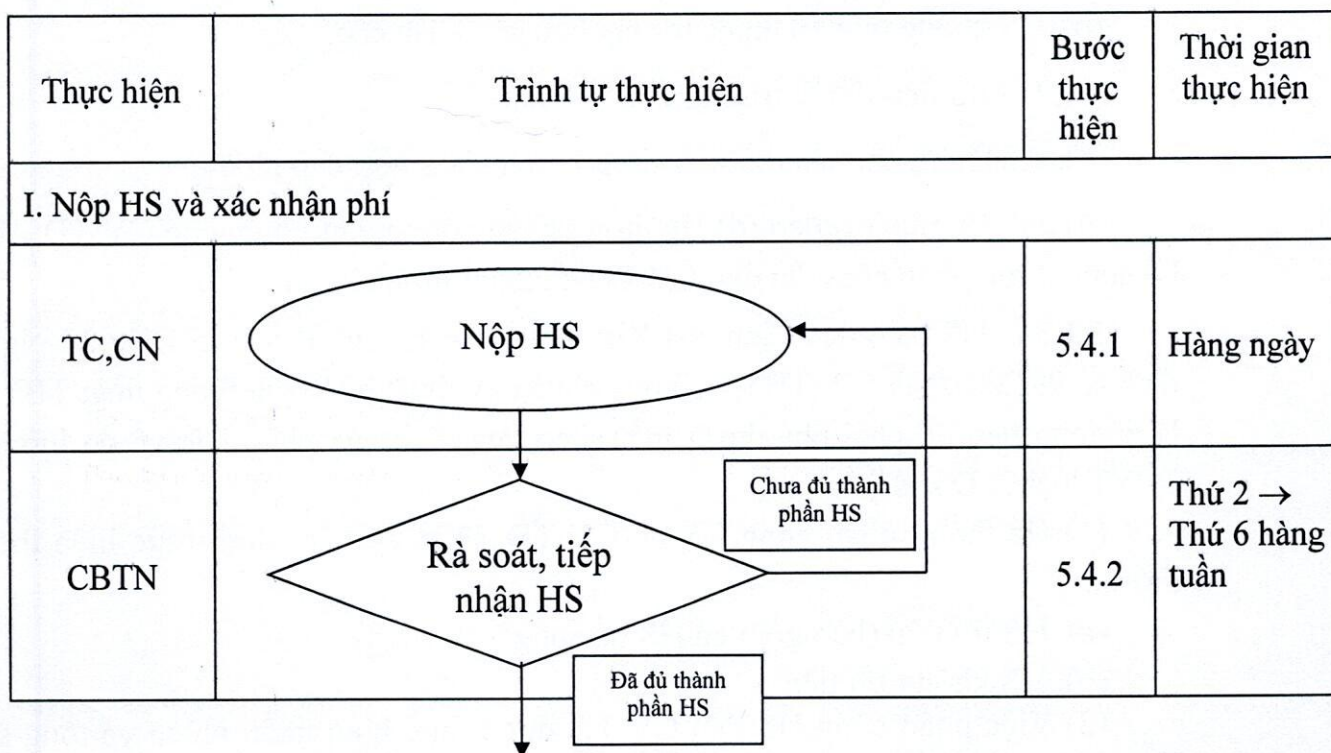 Thực hiện
Trình tự thực hiện
Bước
thực
hiện
Thời gian
thực hiện
I. Nộp HS và xác nhận phí
TC,CN
Nộp HS
5.4.1
Hàng ngày
CBTN
Rà soát, tiếp
nhận HS
Chưa đủ thành
phần HS
5.4.2
Thứ 2 →
Thứ 6 hàng
tuần
Đã đủ thành
phần HS